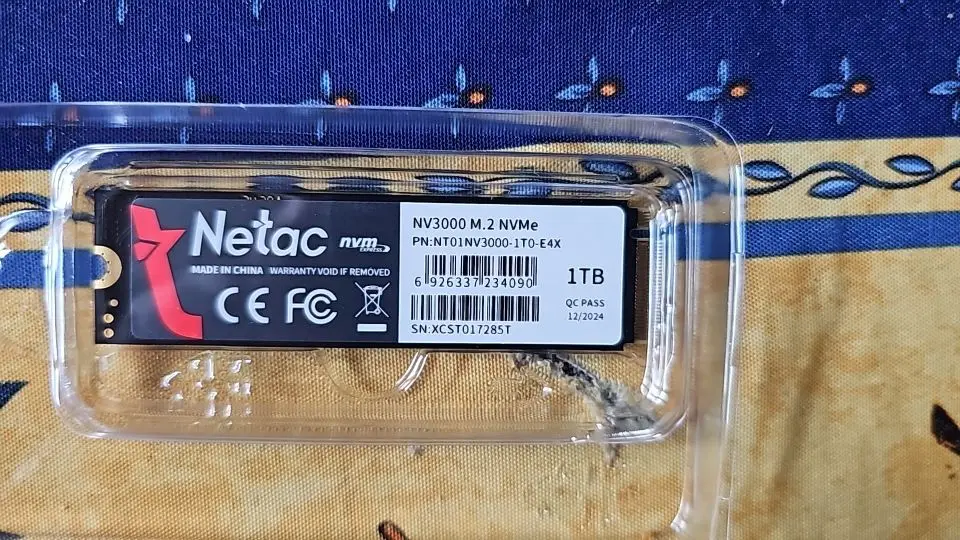 Netac
nvm
EXPRESS
MADE IN CHINA WARRANTY VOID IF REMOVED
CE FC
NV3000 M.2 NVMe
PN:NT01NV3000-1T0-E4X
6 926337 234090
1TB
QC PASS
12/2024
SN:XCST017285T